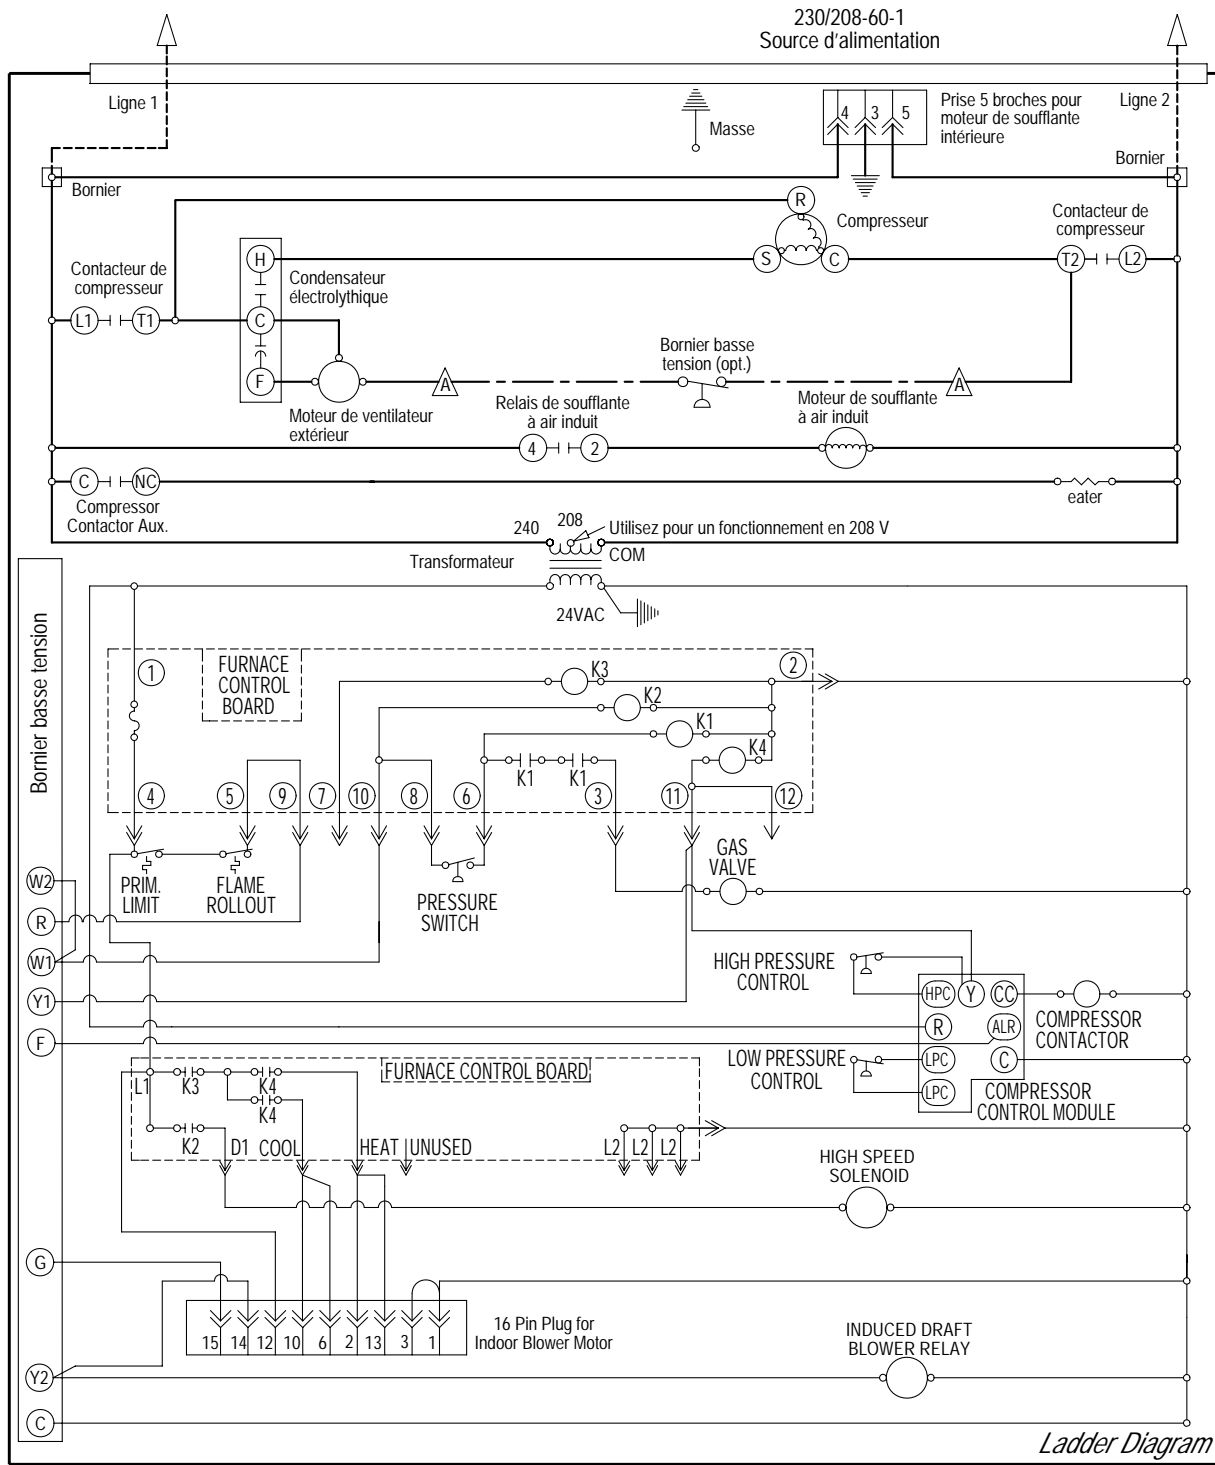 230/208-60-1
Source d'alimentation
Ligne 1
Masse
4 3 5
Prise 5 broches pour
moteur de soufflante
intérieure
Ligne 2
Bornier
Bornier
R
Compresseur
Contacteur de
compresseur
S C
T2 L2
H
Condensateur
électrolythique
Contacteur de
compresseur
L1 T1
C
F
Moteur de ventilateur
extérieur
A
Bornier basse
tension (opt.)
A
Relais de soufflante
à air induit
4 2
Moteur de soufflante
à air induit
C NC
Compressor
Contactor Aux.
eater
240 208 Utilisez pour un fonctionnement en 208 V
COM
Transformateur
24VAC
Bornier basse tension
FURNACE
CONTROL
BOARD
1
K3
2
K2
K1
K4
K1 K1
4 5 9 7 10 8 6 3 11 12
PRIM.
LIMIT
FLAME
ROLLOUT
PRESSURE
SWITCH
GAS
VALVE
W2
R
W1
Y1
F
HIGH PRESSURE
CONTROL
HPC Y CC
R ALR
COMPRESSOR
CONTACTOR
LOW PRESSURE
CONTROL
LPC C
LPC
COMPRESSOR
CONTROL MODULE
FURNACE CONTROL BOARD
L1 K3 K4
K4
K2 D1 COOL HEAT UNUSED L2 L2 L2
HIGH SPEED
SOLENOID
G
15 14 12 10 6 2 13 3 1
16 Pin Plug for
Indoor Blower Motor
INDUCED DRAFT
BLOWER RELAY
Y2
C
Ladder Diagram